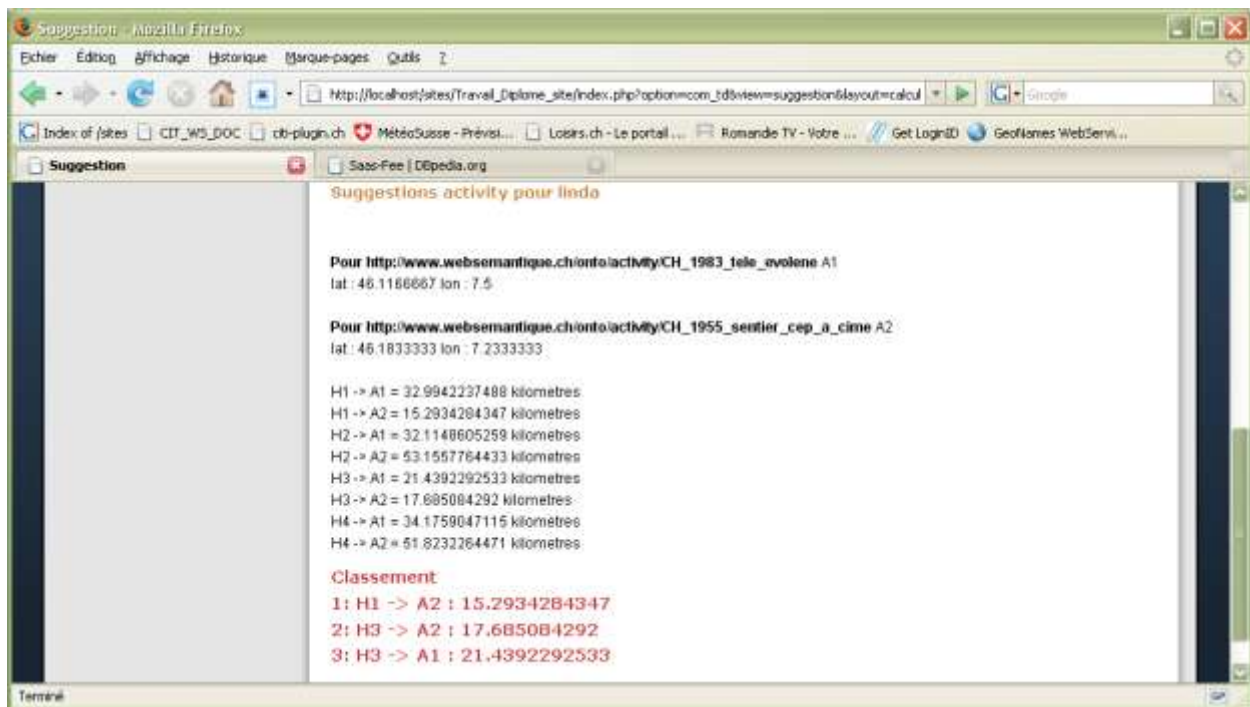 Suggestion - Mozilla Firefox
Fichier Édition Affichage Historique Marque-pages Outils ?
http://localhost/sites/Travail_Diplome_site/index.php?option=com_td&view=suggestion&layout=calcul
Google
Index of /sites CIT_WS_DOC citi-plugin.ch MétéoSuisse - Prévisi... Loisirs.ch - Le portail ... Romandie TV - Votre ... Get LoginID GeoNames WebServi...
Suggestion Saas-Fee | DBpedia.org
Suggestions activity pour linda
Pour http://www.websemantique.ch/onto/activity/CH_1983_tele_evolene A1
lat : 46.1166667 lon : 7.5
Pour http://www.websemantique.ch/onto/activity/CH_1955_sentier_cep_a_cime A2
lat : 46.1833333 lon : 7.2333333
H1 -> A1 = 32.9942237488 kilometres
H1 -> A2 = 15.2934284347 kilometres
H2 -> A1 = 32.1148605259 kilometres
H2 -> A2 = 53.1557764433 kilometres
H3 -> A1 = 21.4392292533 kilometres
H3 -> A2 = 17.685084292 kilometres
H4 -> A1 = 34.1759047115 kilometres
H4 -> A2 = 51.8232264471 kilometres
Classement
1: H1 -> A2 : 15.2934284347
2: H3 -> A2 : 17.685084292
3: H3 -> A1 : 21.4392292533
Terminé